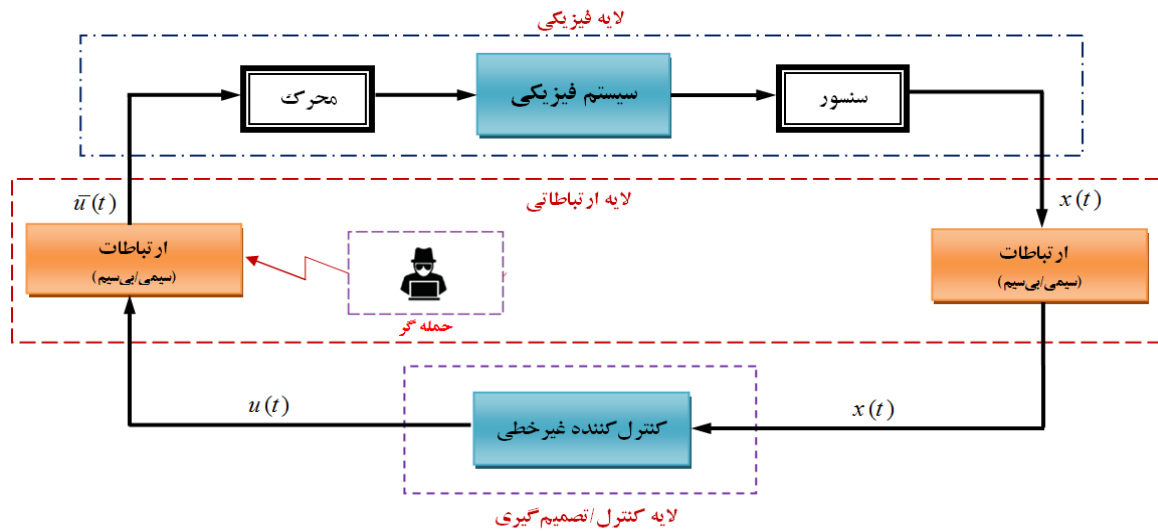 لایه فیزیکی
محرک
سیستم فیزیکی
سنسور
لایه ارتباطاتی
ū(t)
x(t)
ارتباطات
(سیمی/بی‌سیم)
حمله گر
ارتباطات
(سیمی/بی‌سیم)
u(t)
کنترل‌کننده غیرخطی
x(t)
لایه کنترل/تصمیم‌گیری